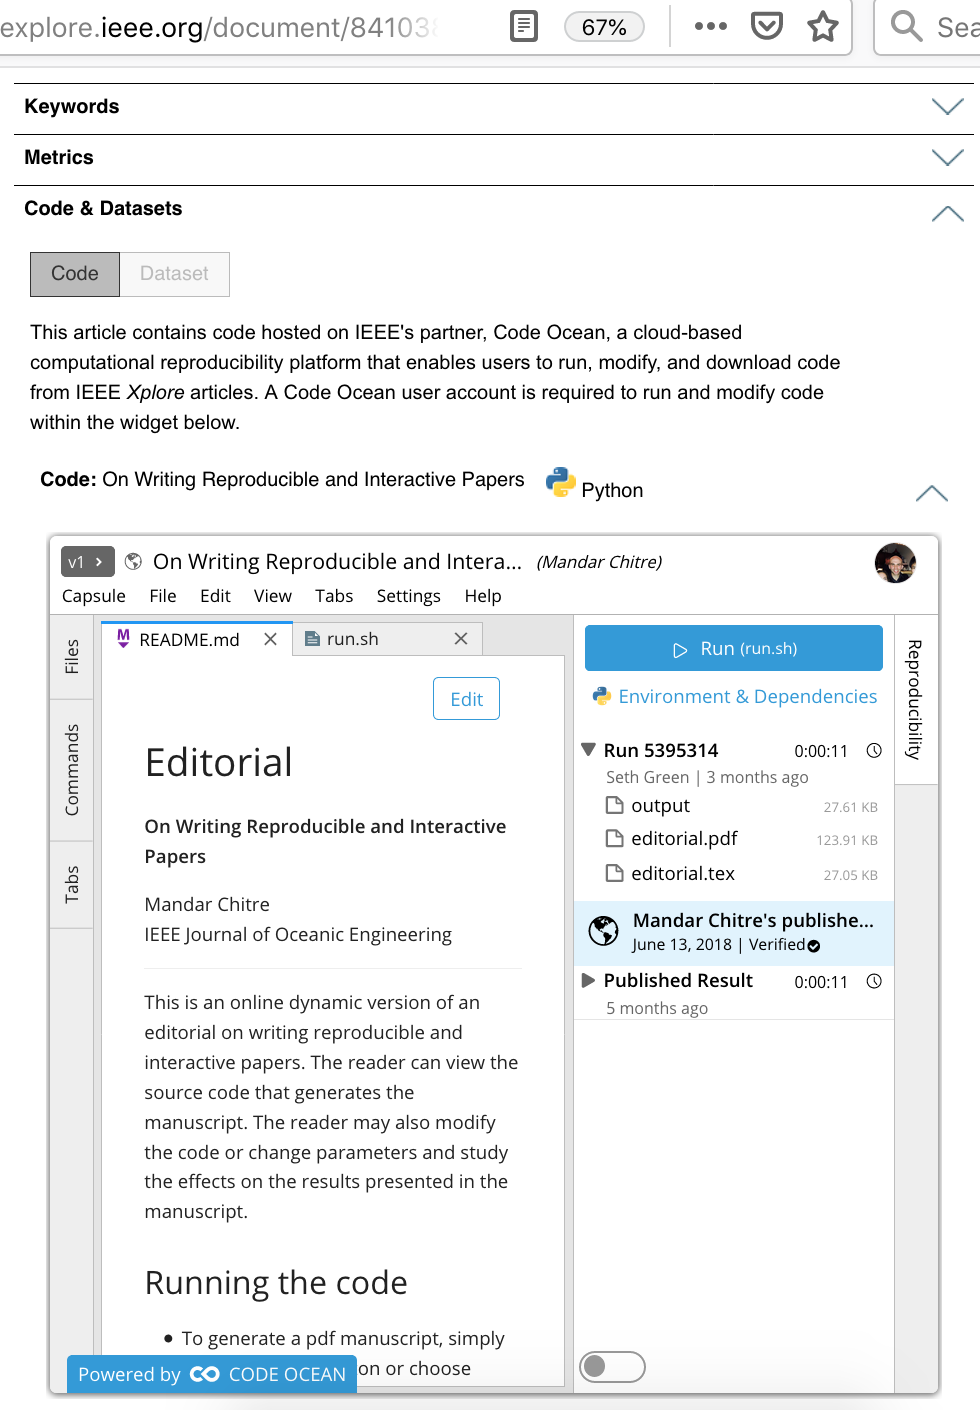 explore.ieee.org/document/84103
67%
Keywords
Metrics
Code & Datasets
Code
Dataset
This article contains code hosted on IEEE's partner, Code Ocean, a cloud-based
computational reproducibility platform that enables users to run, modify, and download code
from IEEE Xplore articles. A Code Ocean user account is required to run and modify code
within the widget below.
Code: On Writing Reproducible and Interactive Papers
Python
v1
On Writing Reproducible and Intera... (Mandar Chitre)
Capsule File Edit View Tabs Settings Help
Files
Commands
Tabs
README.md
run.sh
Edit
Editorial
On Writing Reproducible and Interactive
Papers
Mandar Chitre
IEEE Journal of Oceanic Engineering
This is an online dynamic version of an
editorial on writing reproducible and
interactive papers. The reader can view the
source code that generates the
manuscript. The reader may also modify
the code or change parameters and study
the effects on the results presented in the
manuscript.
Running the code
• To generate a pdf manuscript, simply
on or choose
Powered by CODE OCEAN
Run (run.sh)
Environment & Dependencies
Run 5395314 0:00:11
Seth Green | 3 months ago
output 27.61 KB
editorial.pdf 123.91 KB
editorial.tex 27.05 KB
Mandar Chitre's publishe...
June 13, 2018 | Verified
Published Result 0:00:11
5 months ago
Reproducibility